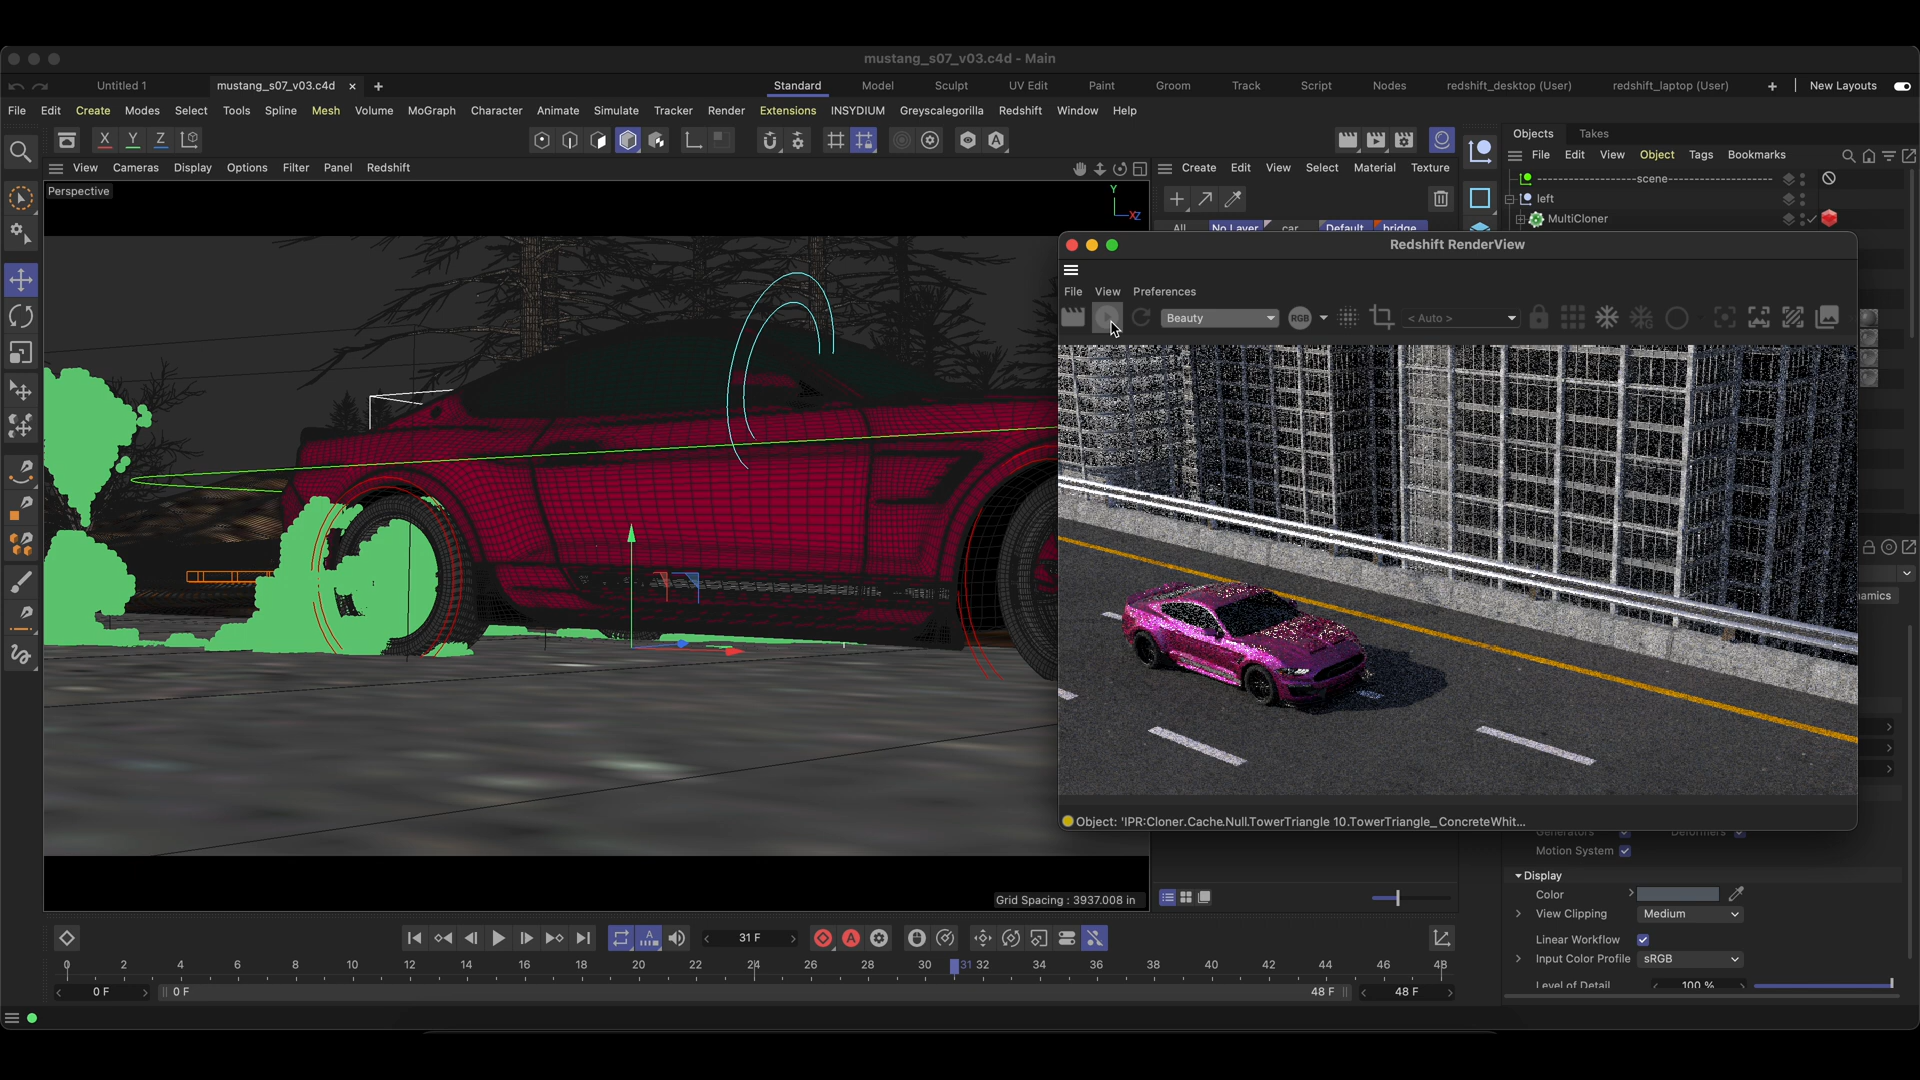 mustang_s07_v03.c4d - Main
Untitled 1
mustang_s07_v03.c4d
Standard
Model
Sculpt
UV Edit
Paint
Groom
Track
Script
Nodes
redshift_desktop (User)
redshift_laptop (User)
New Layouts
File Edit Create Modes Select Tools Spline Mesh Volume MoGraph Character Animate Simulate Tracker Render Extensions INSYDIUM Greyscalegorilla Redshift Window Help
X Y Z
Objects Takes
File Edit View Object Tags Bookmarks
View Cameras Display Options Filter Panel Redshift
Create Edit View Select Material Texture
Perspective
Y
XZ
-------------------scene-------------------
left
MultiCloner
All No Layer car Default bridge
Redshift RenderView
File View Preferences
Beauty
RGB
< Auto >
amics
Object: 'IPR:Cloner.Cache.Null.TowerTriangle 10.TowerTriangle_ConcreteWhit...
Generators
Deformers
Motion System
Display
Color
View Clipping Medium
Linear Workflow
Input Color Profile sRGB
Level of Detail 100 %
Grid Spacing : 3937.008 in
31 F
0 2 4 6 8 10 12 14 16 18 20 22 24 26 28 30 31 32 34 36 38 40 42 44 46 48
0 F
0 F
48 F
48 F